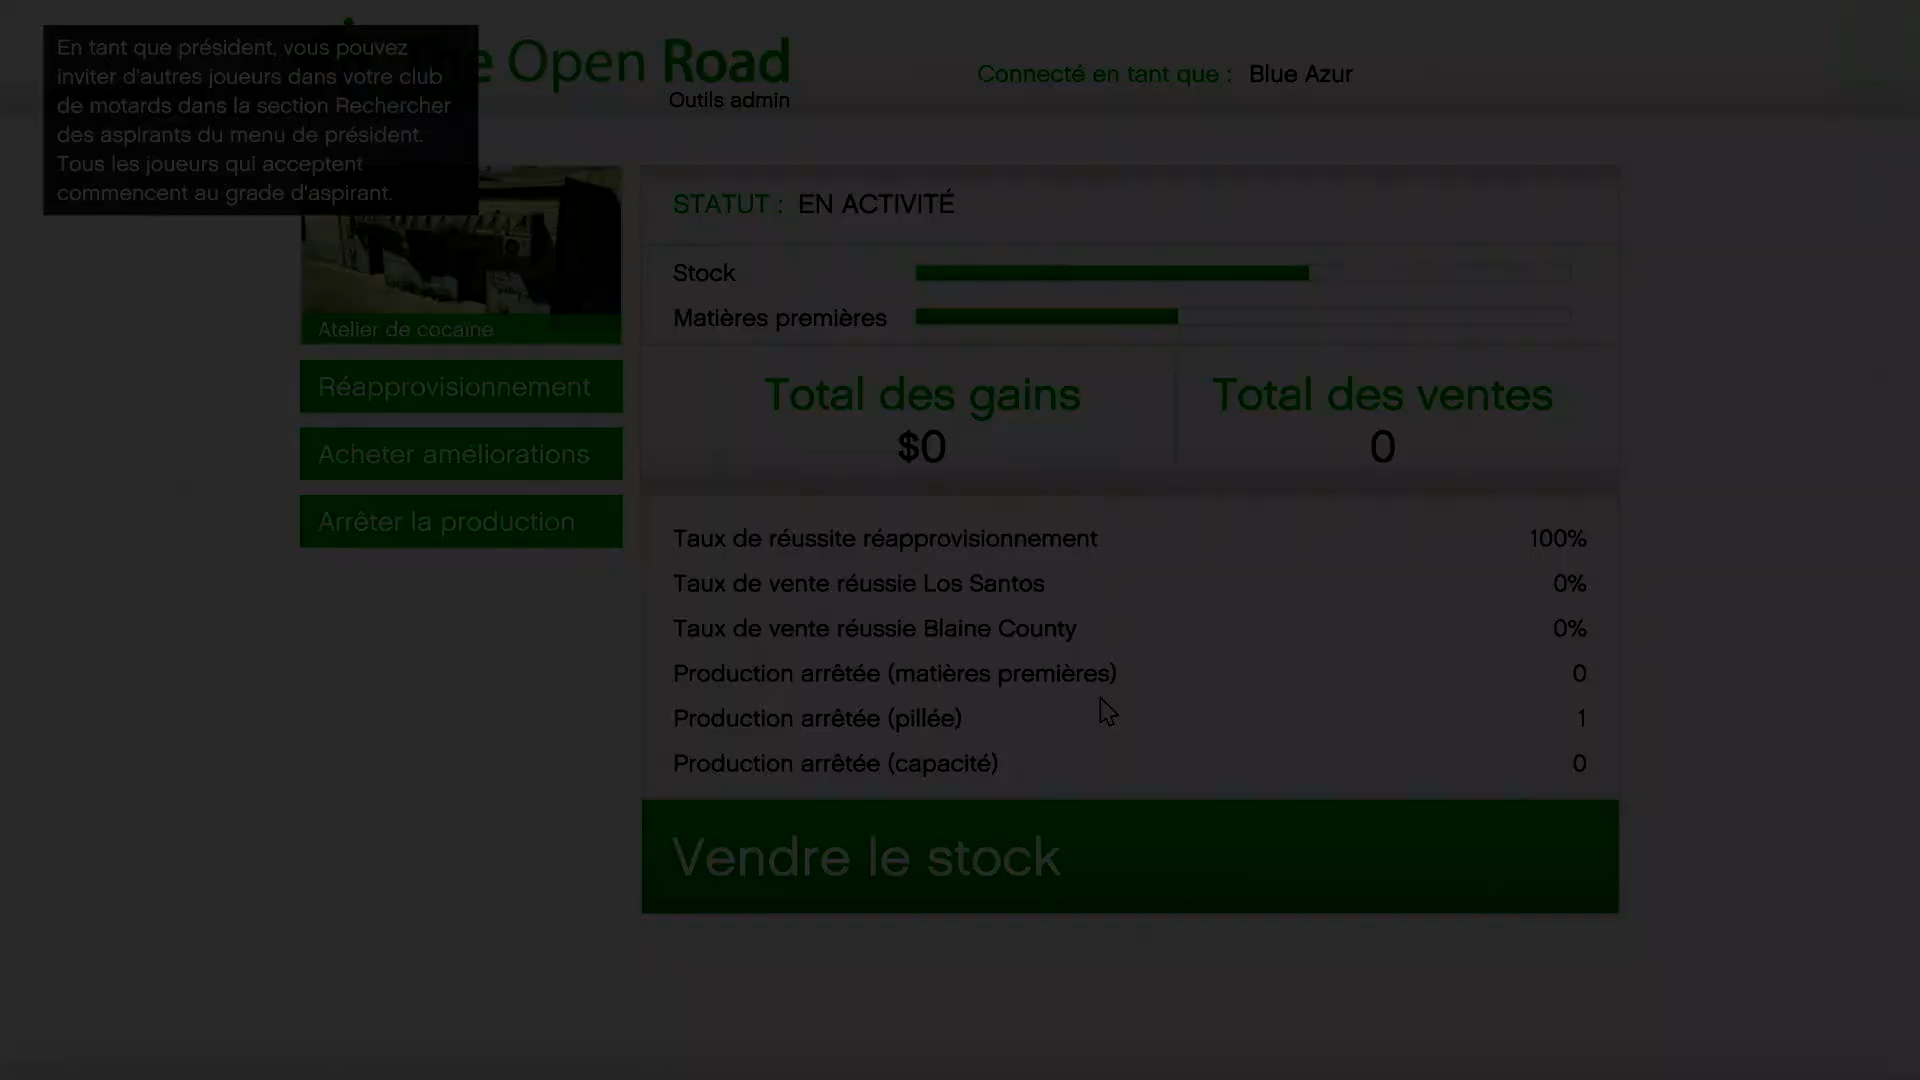 En tant que président, vous pouvez
inviter d'autres joueurs dans votre club
de motards dans la section Rechercher
des aspirants du menu de président.
Tous les joueurs qui acceptent
commencent au grade d'aspirant.
Open Road
Outils admin
Connecté en tant que : Blue Azur
Atelier de cocaïne
Réapprovisionnement
Acheter améliorations
Arrêter la production
STATUT : EN ACTIVITÉ
Stock
Matières premières
Total des gains
$0
Total des ventes
0
Taux de réussite réapprovisionnement 100%
Taux de vente réussie Los Santos 0%
Taux de vente réussie Blaine County 0%
Production arrêtée (matières premières) 0
Production arrêtée (pillée) 1
Production arrêtée (capacité) 0
Vendre le stock